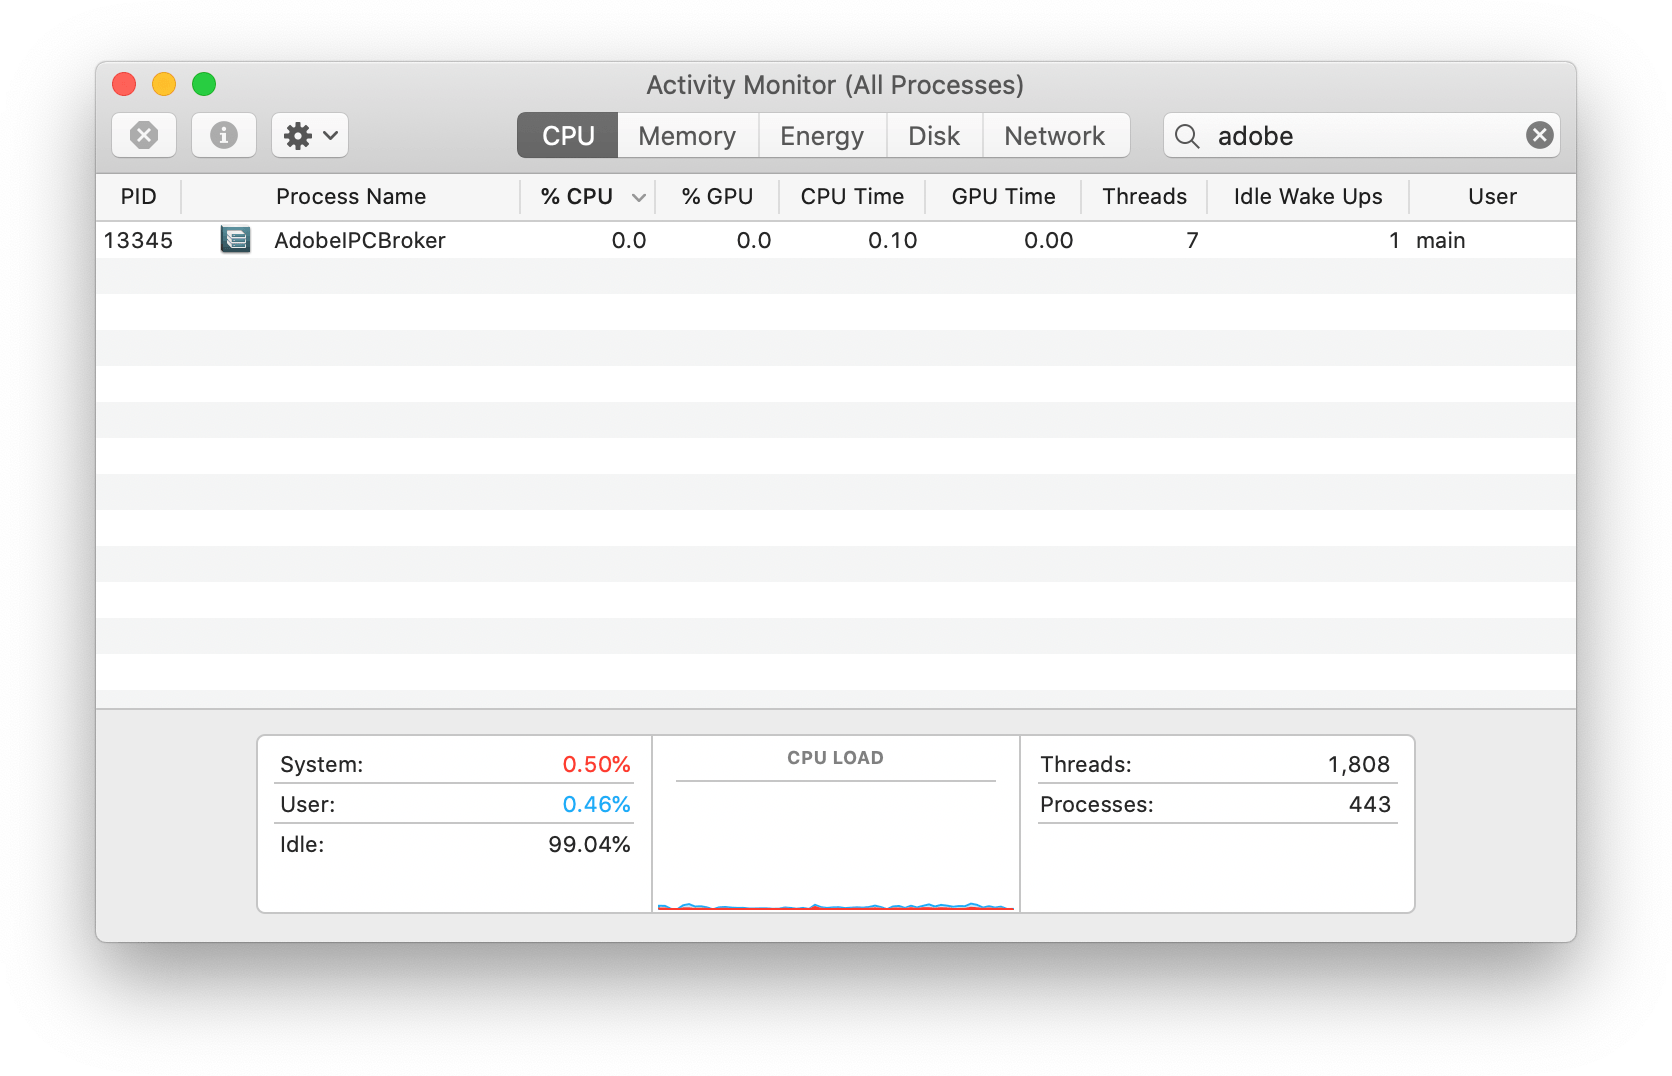 Activity Monitor (All Processes)
CPU Memory Energy Disk Network adobe
PID Process Name % CPU % GPU CPU Time GPU Time Threads Idle Wake Ups User
13345 AdobeIPCBroker 0.0 0.0 0.10 0.00 7 1 main
System: 0.50%
User: 0.46%
Idle: 99.04%
CPU LOAD
Threads: 1,808
Processes: 443